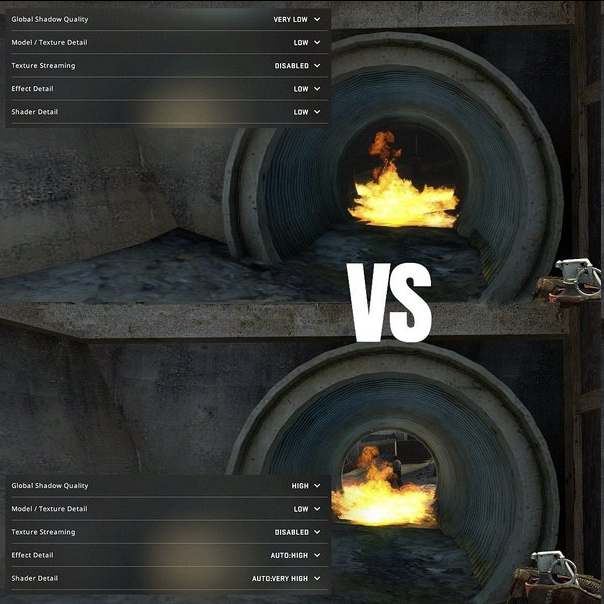 Global Shadow Quality VERY LOW
Model / Texture Detail LOW
Texture Streaming DISABLED
Effect Detail LOW
Shader Detail LOW
VS
Global Shadow Quality HIGH
Model / Texture Detail LOW
Texture Streaming DISABLED
Effect Detail AUTO:HIGH
Shader Detail AUTO:VERY HIGH